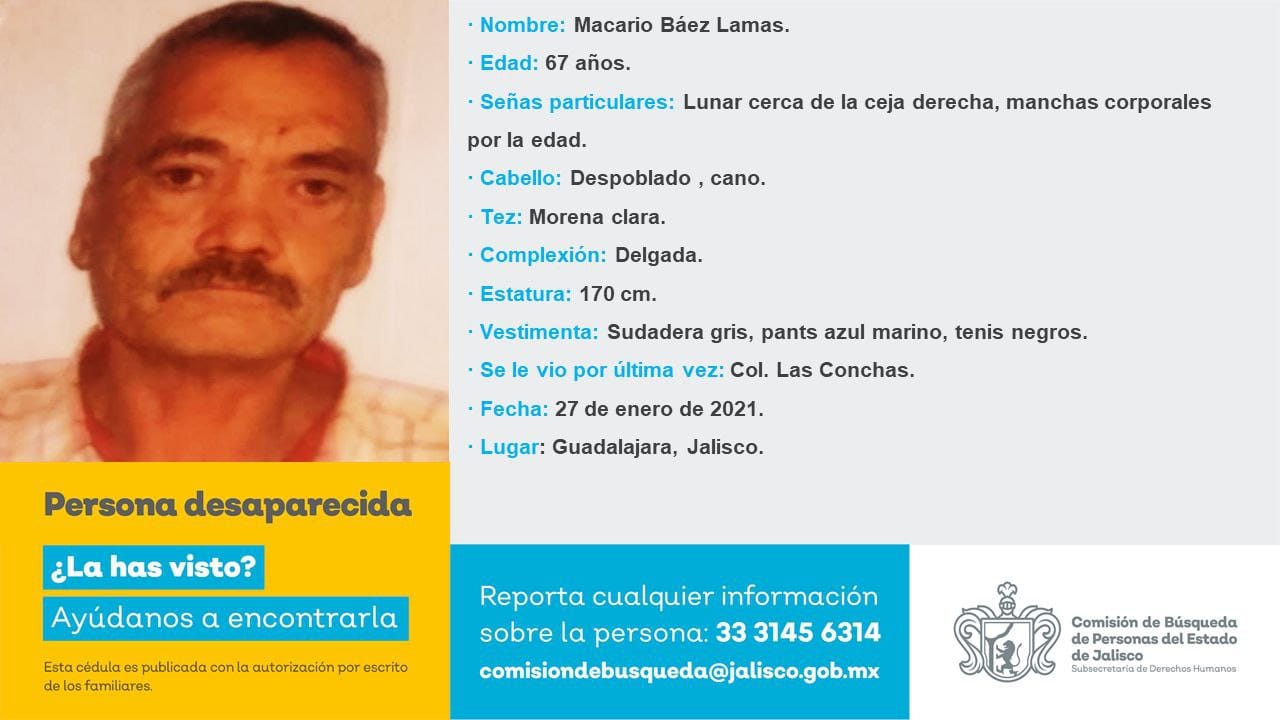 · Nombre: Macario Báez Lamas.
· Edad: 67 años.
· Señas particulares: Lunar cerca de la ceja derecha, manchas corporales
por la edad.
· Cabello: Despoblado , cano.
· Tez: Morena clara.
· Complexión: Delgada.
· Estatura: 170 cm.
· Vestimenta: Sudadera gris, pants azul marino, tenis negros.
· Se le vio por última vez: Col. Las Conchas.
· Fecha: 27 de enero de 2021.
· Lugar: Guadalajara, Jalisco.
Persona desaparecida
¿La has visto?
Ayúdanos a encontrarla
Esta cédula es publicada con la autorización por escrito
de los familiares.
Reporta cualquier información
sobre la persona: 33 3145 6314
comisiondebusqueda@jalisco.gob.mx
Comisión de Búsqueda
de Personas del Estado
de Jalisco
Subsecretaría de Derechos Humanos